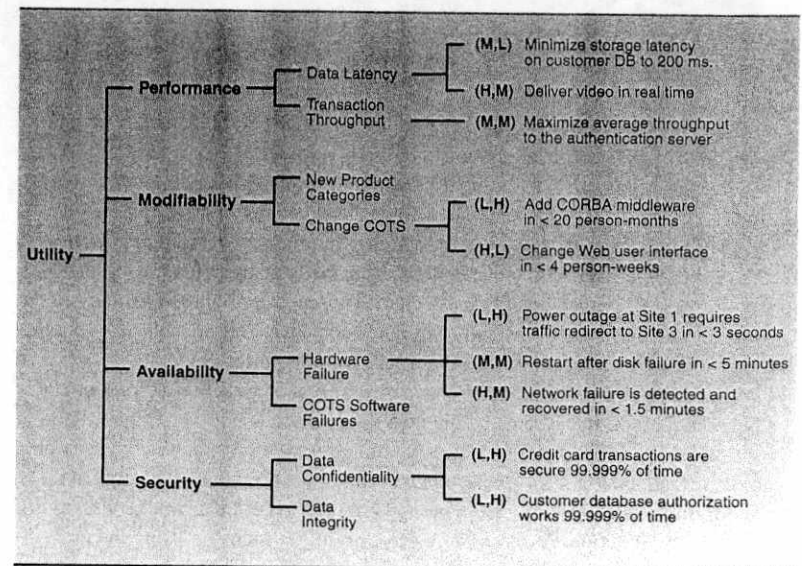 Utility
Performance
Data Latency
(M,L) Minimize storage latency
on customer DB to 200 ms.
(H,M) Deliver video in real time
Transaction
Throughput
(M,M) Maximize average throughput
to the authentication server
Modifiability
New Product
Categories
Change COTS
(L,H) Add CORBA middleware
in < 20 person-months
(H,L) Change Web user interface
in < 4 person-weeks
Availability
Hardware
Failure
(L,H) Power outage at Site 1 requires
traffic redirect to Site 3 in < 3 seconds
(M,M) Restart after disk failure in < 5 minutes
(H,M) Network failure is detected and
recovered in < 1.5 minutes
COTS Software
Failures
Security
Data
Confidentiality
(L,H) Credit card transactions are
secure 99.999% of time
(L,H) Customer database authorization
works 99.999% of time
Data
Integrity